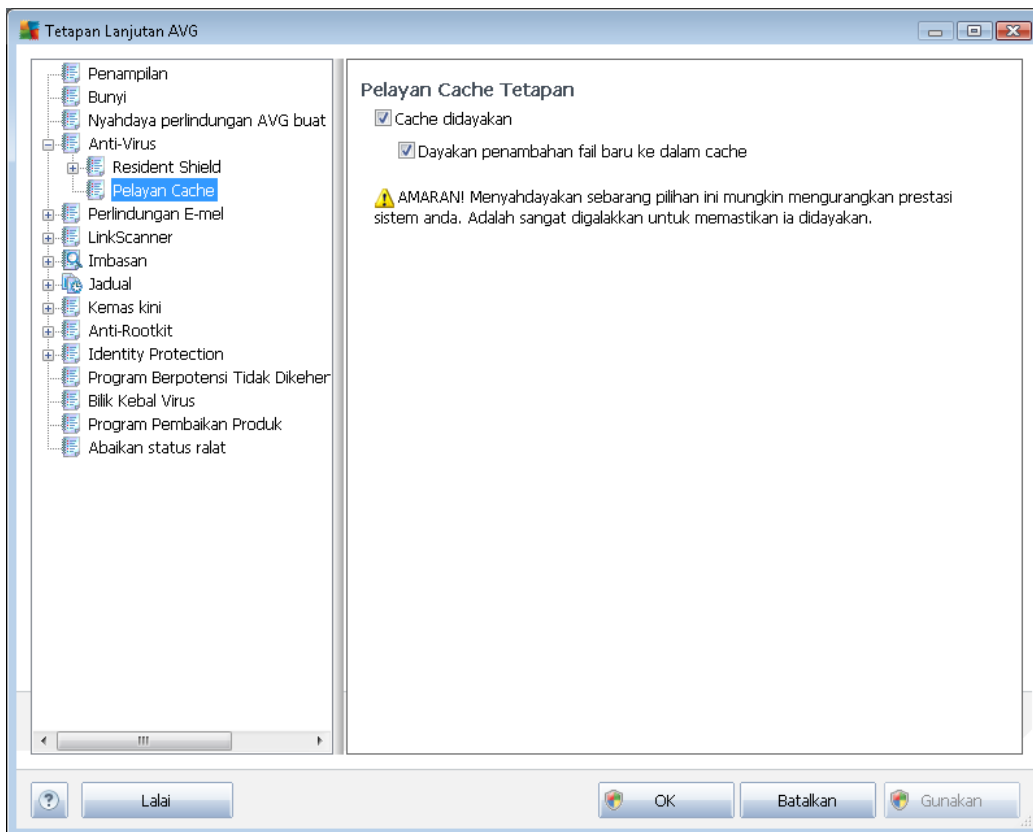 Tetapan Lanjutan AVG
Penampilan
Bunyi
Nyahdaya perlindungan AVG buat
Anti-Virus
Resident Shield
Pelayan Cache
Perlindungan E-mel
LinkScanner
Imbasan
Jadual
Kemas kini
Anti-Rootkit
Identity Protection
Program Berpotensi Tidak Dikeher
Bilik Kebal Virus
Program Pembaikan Produk
Abaikan status ralat
Pelayan Cache Tetapan
Cache didayakan
Dayakan penambahan fail baru ke dalam cache
AMARAN! Menyahdayakan sebarang pilihan ini mungkin mengurangkan prestasi
sistem anda. Adalah sangat digalakkan untuk memastikan ia didayakan.
?
Lalai
OK
Batalkan
Gunakan